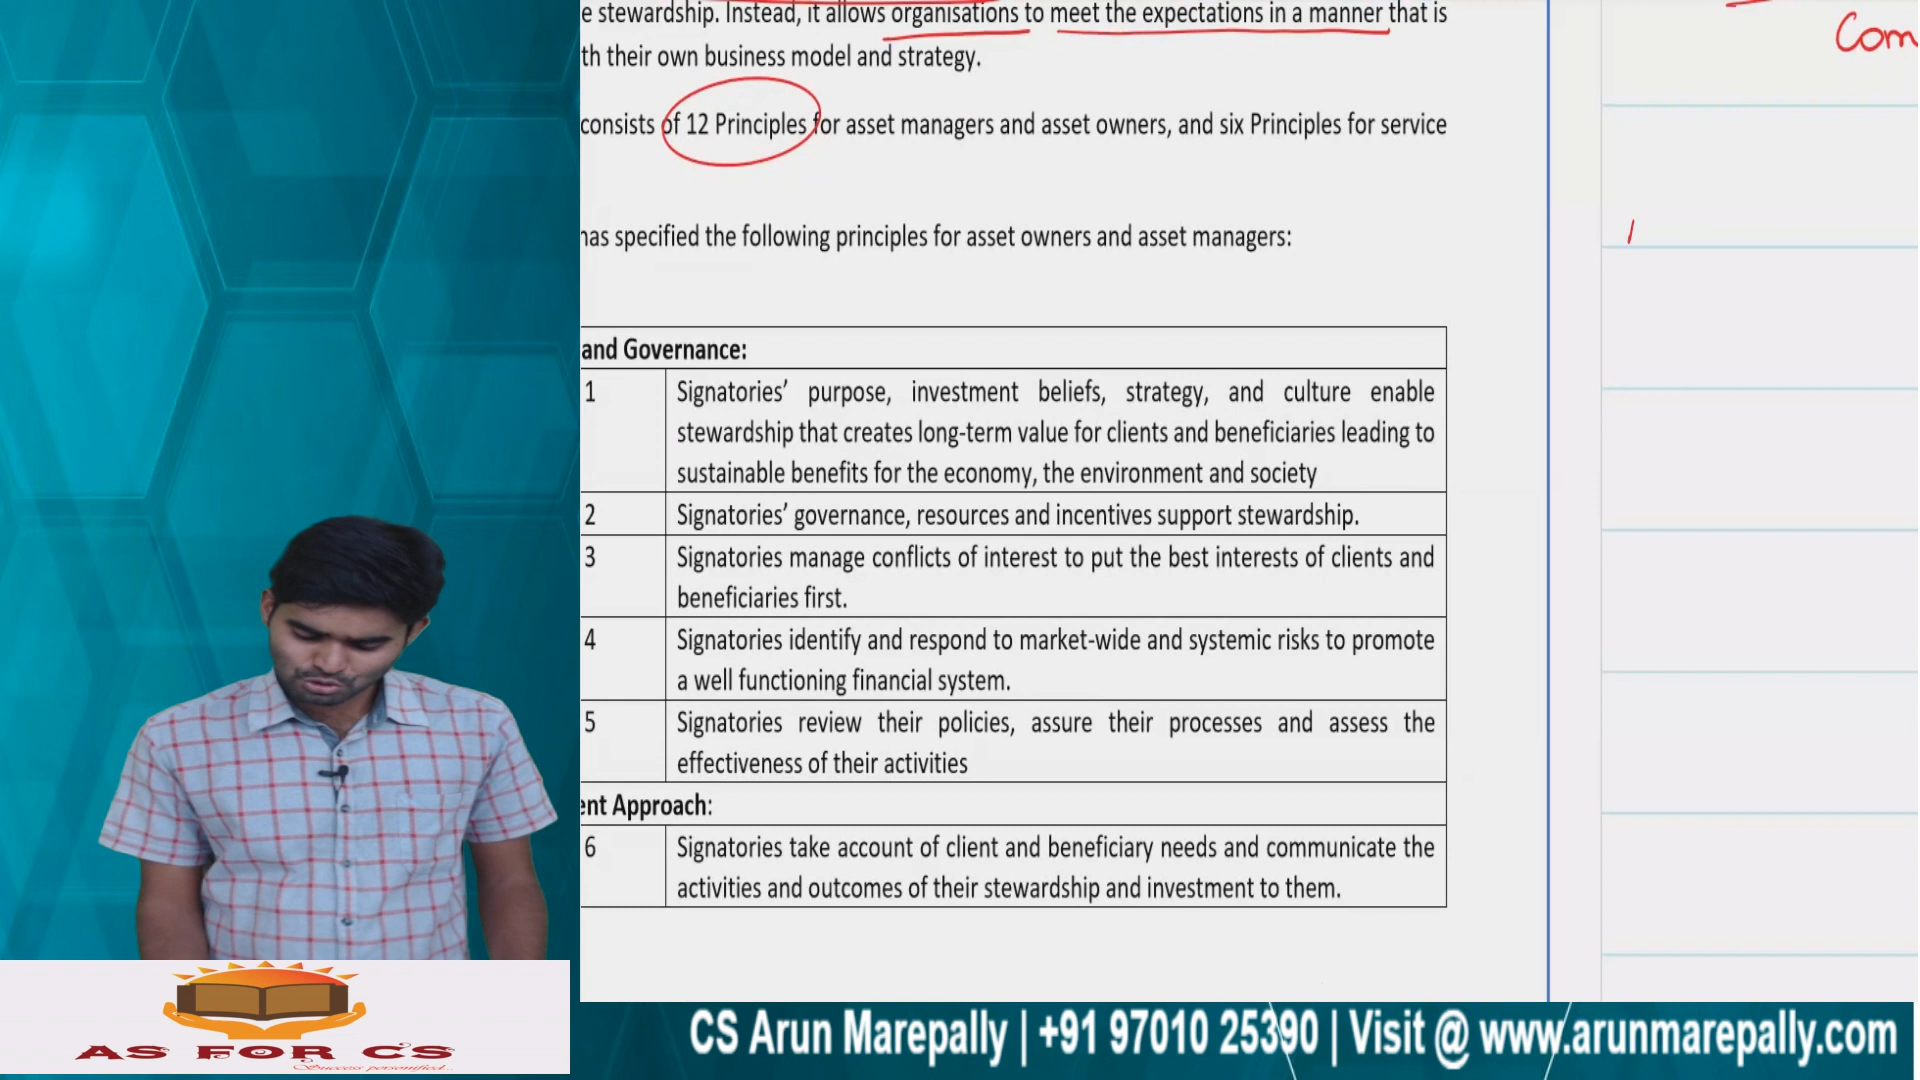 e stewardship. Instead, it allows organisations to meet the expectations in a manner that is
th their own business model and strategy.
Com
consists of 12 Principles for asset managers and asset owners, and six Principles for service
has specified the following principles for asset owners and asset managers:
and Governance:
1 Signatories’ purpose, investment beliefs, strategy, and culture enable
stewardship that creates long-term value for clients and beneficiaries leading to
sustainable benefits for the economy, the environment and society
2 Signatories’ governance, resources and incentives support stewardship.
3 Signatories manage conflicts of interest to put the best interests of clients and
beneficiaries first.
4 Signatories identify and respond to market-wide and systemic risks to promote
a well functioning financial system.
5 Signatories review their policies, assure their processes and assess the
effectiveness of their activities
ent Approach:
6 Signatories take account of client and beneficiary needs and communicate the
activities and outcomes of their stewardship and investment to them.
AS FOR CS
Success personified...
CS Arun Marepally | +91 97010 25390 | Visit @ www.arunmarepally.com